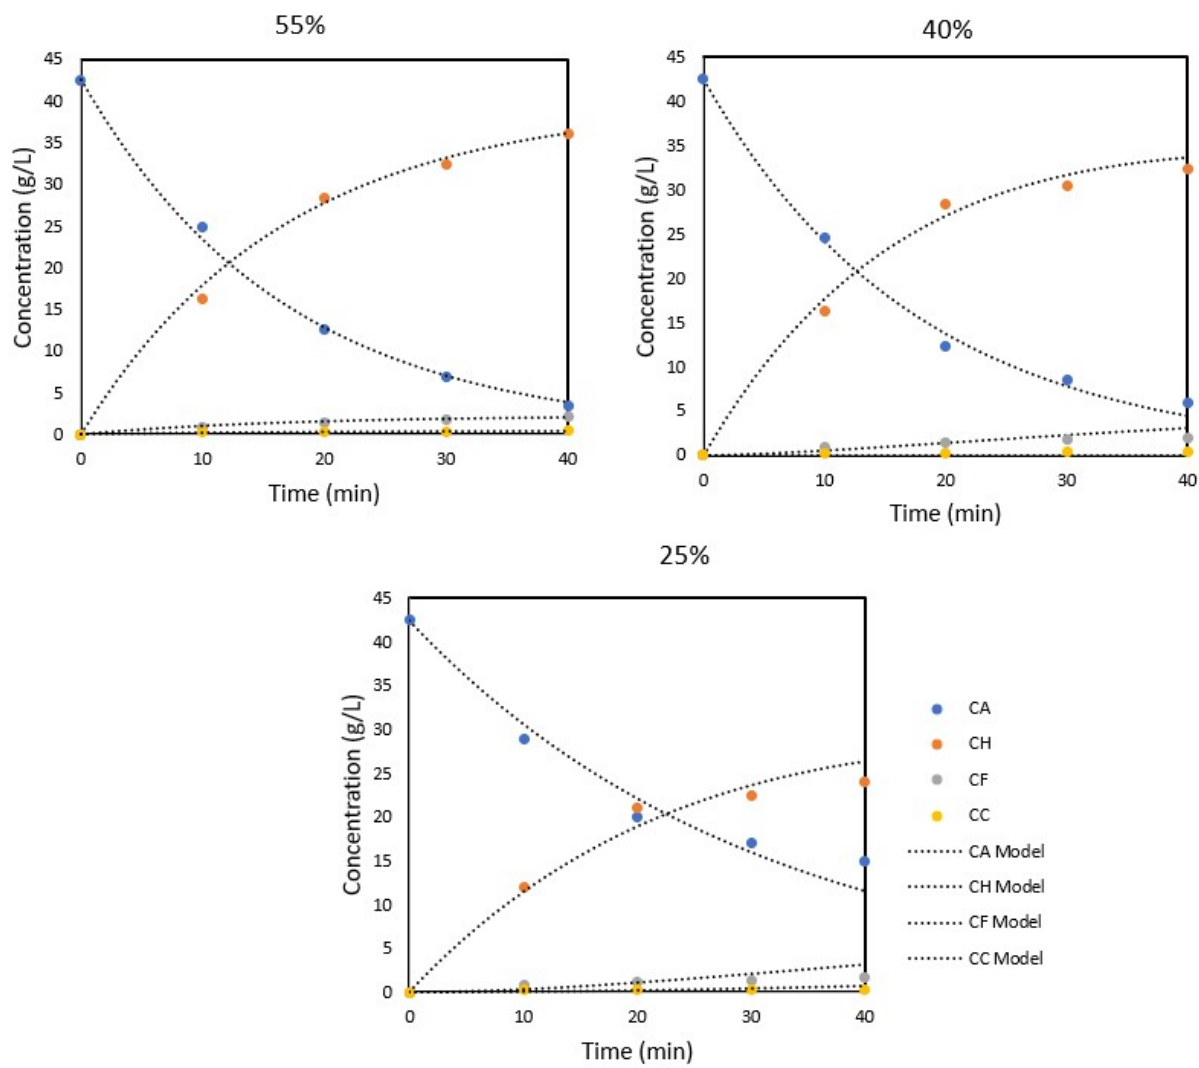 55%
45
40
35
30
25
20
15
10
5
0
Concentration (g/L)
0 10 20 30 40
Time (min)
40%
45
40
35
30
25
20
15
10
5
0
Concentration (g/L)
0 10 20 30 40
Time (min)
25%
45
40
35
30
25
20
15
10
5
0
Concentration (g/L)
0 10 20 30 40
Time (min)
CA
CH
CF
CC
CA Model
CH Model
CF Model
CC Model